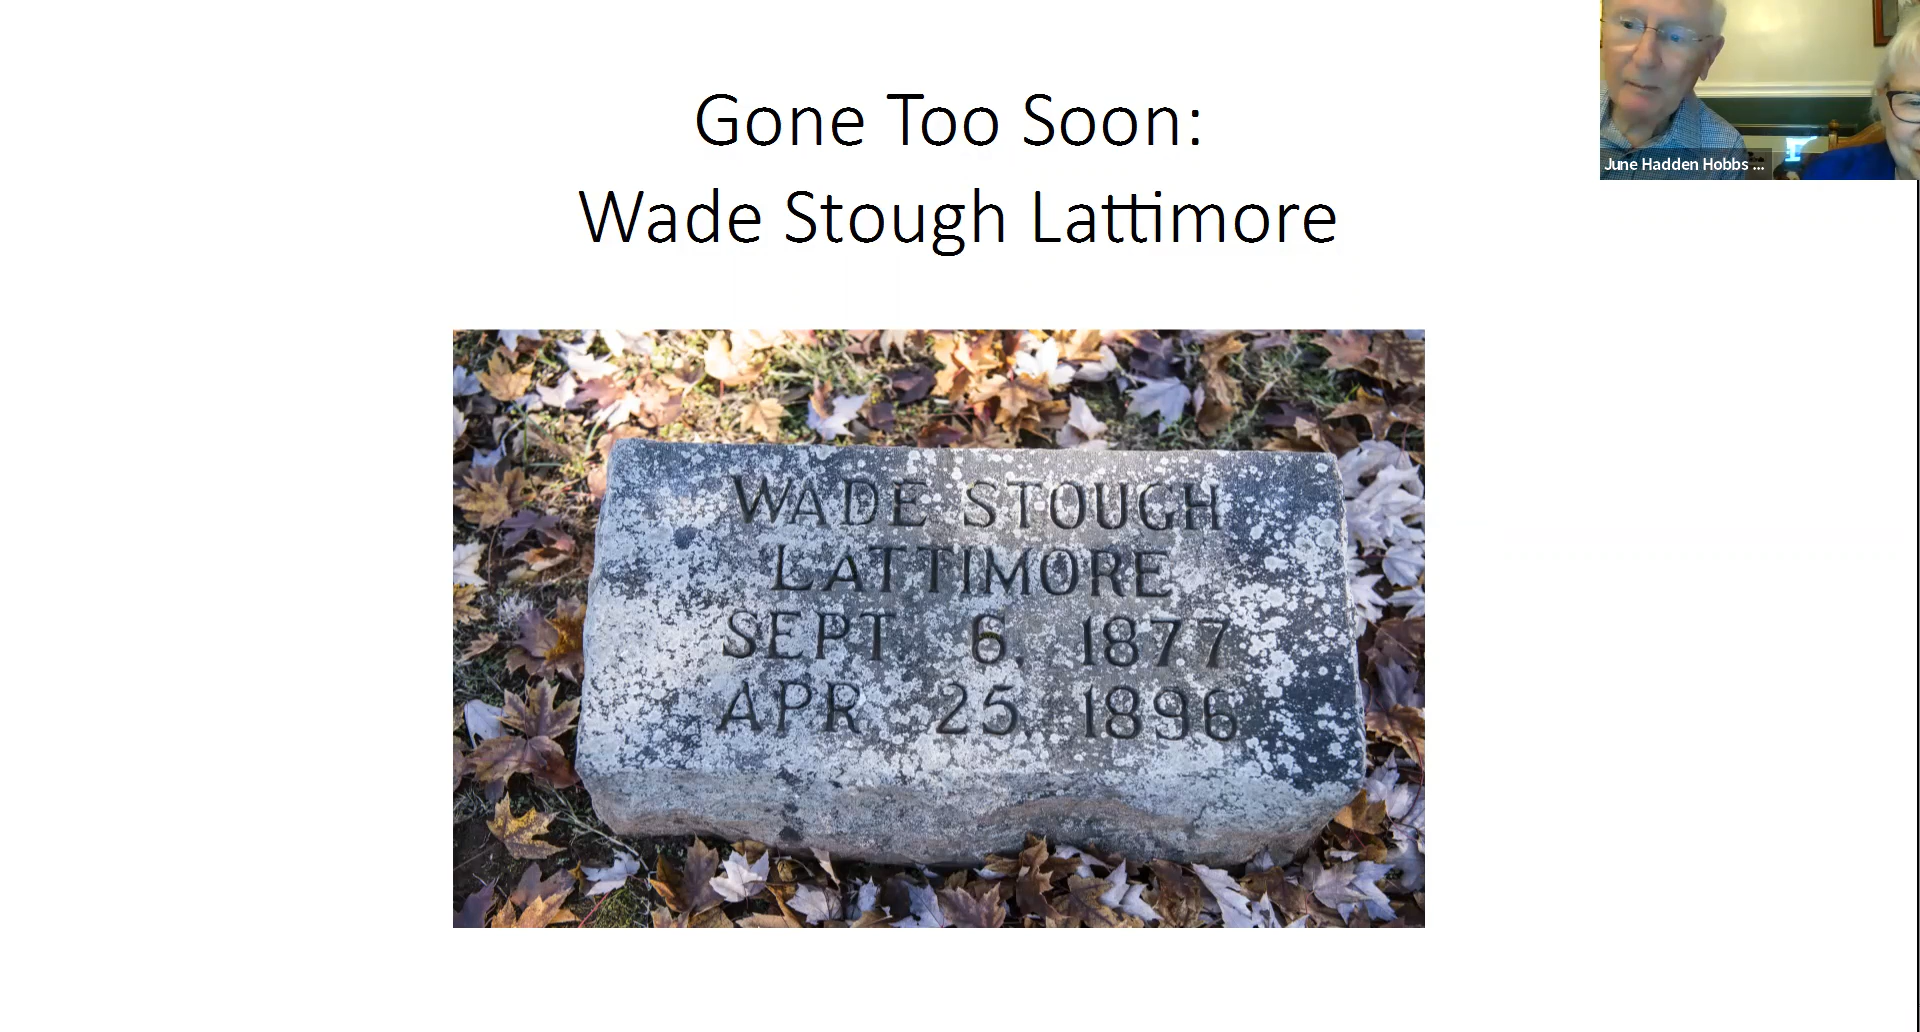 Gone Too Soon:
Wade Stough Lattimore
June Hadden Hobbs ...
WADE STOUGH
LATTIMORE
SEPT 6, 1877
APR 25, 1896